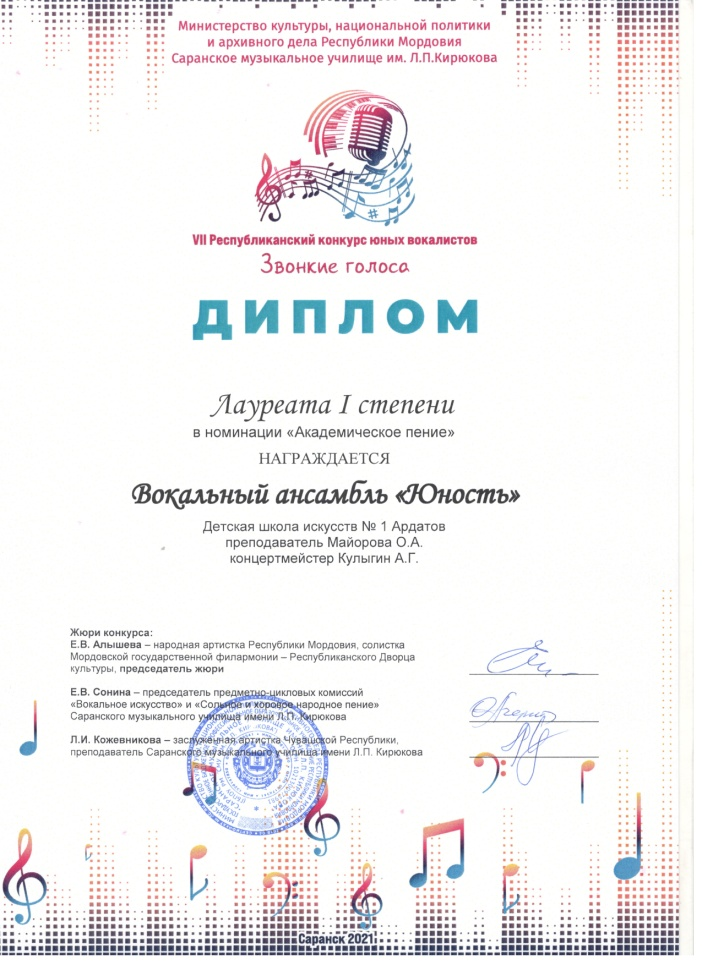 Министерство культуры, национальной политики
и архивного дела Республики Мордовия
Саранское музыкальное училище им. Л.П.Кирюкова
VII Республиканский конкурс юных вокалистов
Звонкие голоса
ДИПЛОМ
Лауреата I степени
в номинации «Академическое пение»
НАГРАЖДАЕТСЯ
Вокальный ансамбль «Юность»
Детская школа искусств № 1 Ардатов
преподаватель Майорова О.А.
концертмейстер Кулыгин А.Г.
Жюри конкурса:
Е.В. Алышева – народная артистка Республики Мордовия, солистка
Мордовской государственной филармонии – Республиканского Дворца
культуры, председатель жюри
Е.В. Сонина – председатель предметно-цикловых комиссий
«Вокальное искусство» и «Сольное и хоровое народное пение»
Саранского музыкального училища имени Л.П. Кирюкова
Л.И. Кожевникова – заслуженная артистка Чувашской Республики,
преподаватель Саранского музыкального училища имени Л.П. Кирюкова
Саранск 2021